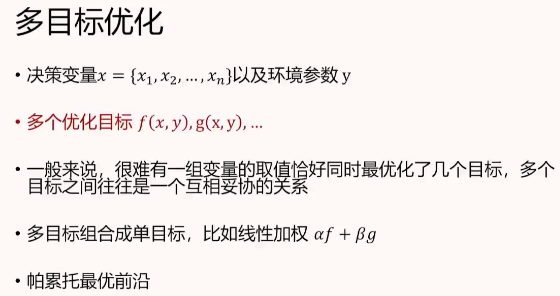 多目标优化
• 决策变量x = {x₁, x₂, …, xₙ}以及环境参数 y
• 多个优化目标 f(x, y), g(x, y), …
• 一般来说，很难有一组变量的取值恰好同时最优化了几个目标，多个
目标之间往往是一个互相妥协的关系
• 多目标组合成单目标，比如线性加权 αf + βg
• 帕累托最优前沿